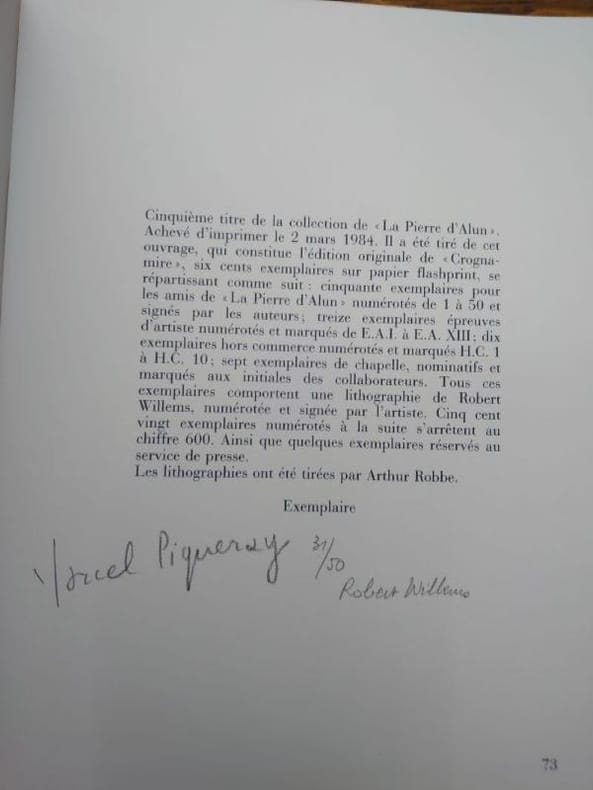 Cinquième titre de la collection de « La Pierre d'Alun ».
Achevé d'imprimer le 2 mars 1984. Il a été tiré de cet
ouvrage, qui constitue l'édition originale de « Crogna-
mire », six cents exemplaires sur papier flashprint, se
répartissant comme suit : cinquante exemplaires pour
les amis de « La Pierre d'Alun » numérotés de 1 à 50 et
signés par les auteurs ; treize exemplaires épreuves
d'artiste numérotés et marqués de E.A.I. à E.A. XIII ; dix
exemplaires hors commerce numérotés et marqués H.C. 1
à H.C. 10 ; sept exemplaires de chapelle, nominatifs et
marqués aux initiales des collaborateurs. Tous ces
exemplaires comportent une lithographie de Robert
Willems, numérotée et signée par l'artiste. Cinq cent
vingt exemplaires numérotés à la suite s'arrêtent au
chiffre 600. Ainsi que quelques exemplaires réservés au
service de presse.
Les lithographies ont été tirées par Arthur Robbe.
Exemplaire
Marcel Piqueray 31/50
Robert Willems
73